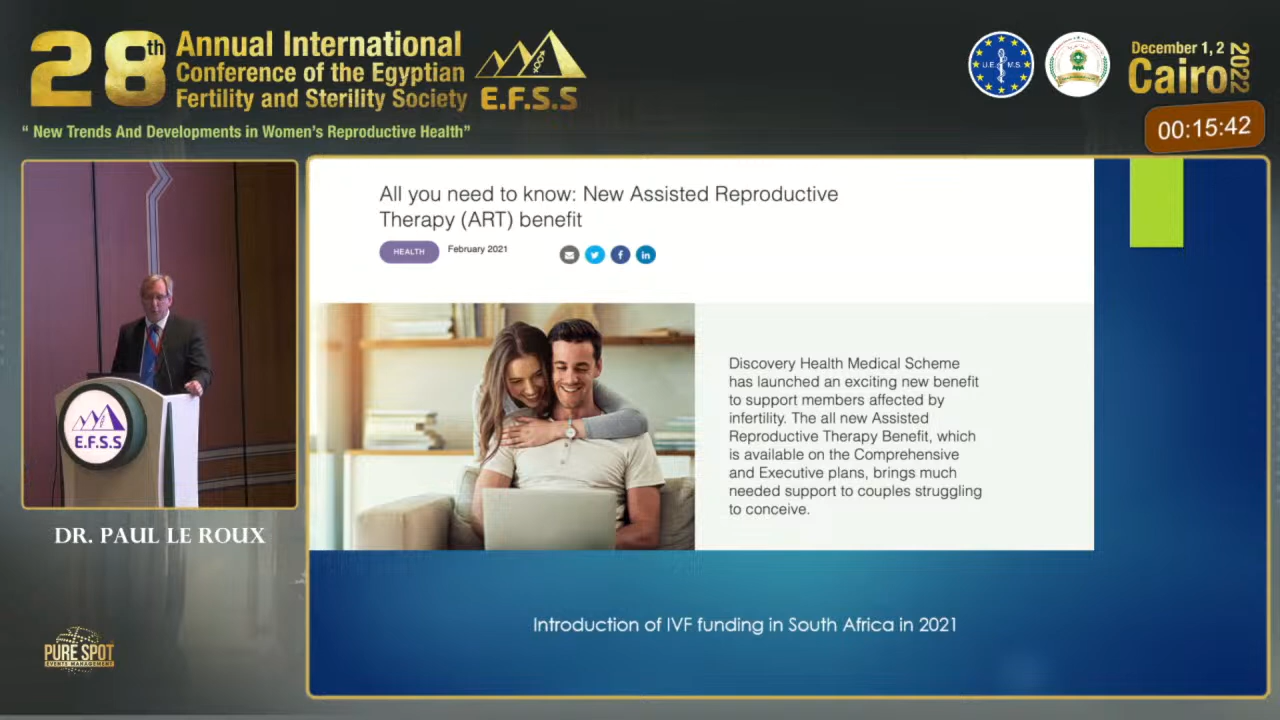 28th
Annual International
Conference of the Egyptian
Fertility and Sterility Society
E.F.S.S
“ New Trends And Developments in Women’s Reproductive Health”
U.E.M.S.
December 1, 2
Cairo
2022
00:15:42
All you need to know: New Assisted Reproductive
Therapy (ART) benefit
HEALTH
February 2021
Discovery Health Medical Scheme
has launched an exciting new benefit
to support members affected by
infertility. The all new Assisted
Reproductive Therapy Benefit, which
is available on the Comprehensive
and Executive plans, brings much
needed support to couples struggling
to conceive.
Introduction of IVF funding in South Africa in 2021
E.F.S.S
DR. PAUL LE ROUX
PURE SPOT
EVENTS MANAGEMENT